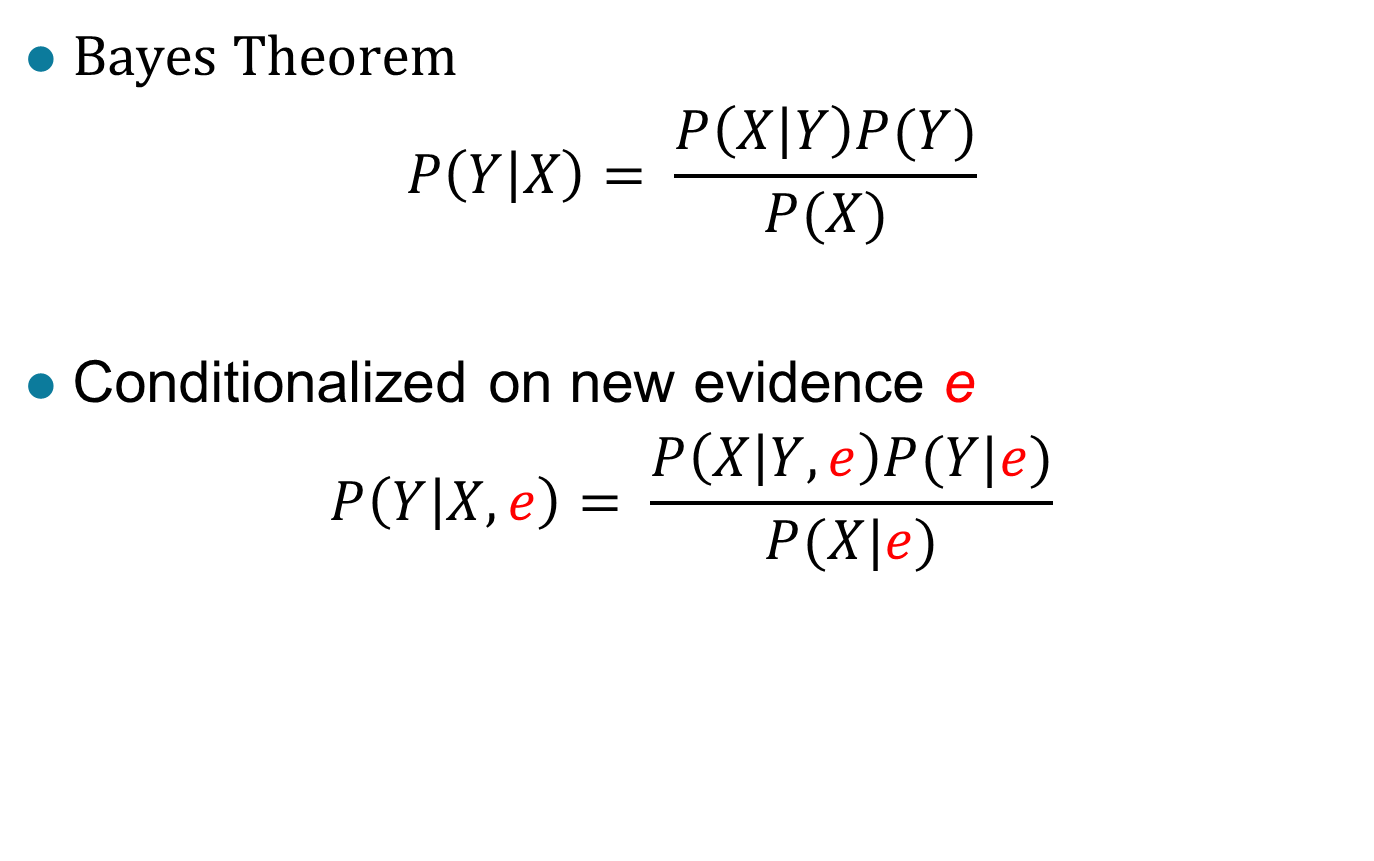 ● Bayes Theorem
P(Y|X) = P(X|Y)P(Y) / P(X)
● Conditionalized on new evidence e
P(Y|X, e) = P(X|Y, e)P(Y|e) / P(X|e)